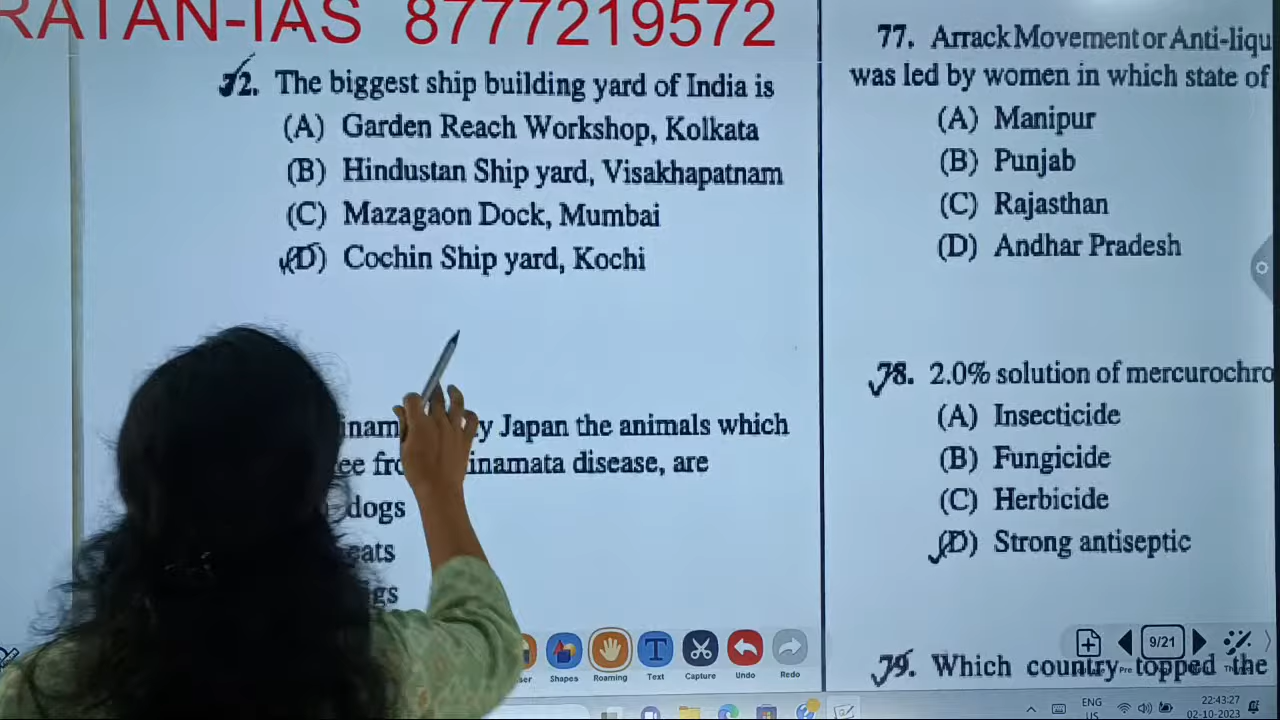 RATAN-IAS 8777219572
72. The biggest ship building yard of India is
(A) Garden Reach Workshop, Kolkata
(B) Hindustan Ship yard, Visakhapatnam
(C) Mazagaon Dock, Mumbai
(D) Cochin Ship yard, Kochi
Japan the animals which
inamata disease, are
dogs
77. Arrack Movement or Anti-liqu
was led by women in which state of
(A) Manipur
(B) Punjab
(C) Rajasthan
(D) Andhar Pradesh
78. 2.0% solution of mercurochro
(A) Insecticide
(B) Fungicide
(C) Herbicide
(D) Strong antiseptic
79. Which country topped the
9/21
Shapes Roaming Text Capture Undo Redo
ENG
US
22:43:27
02-10-2023